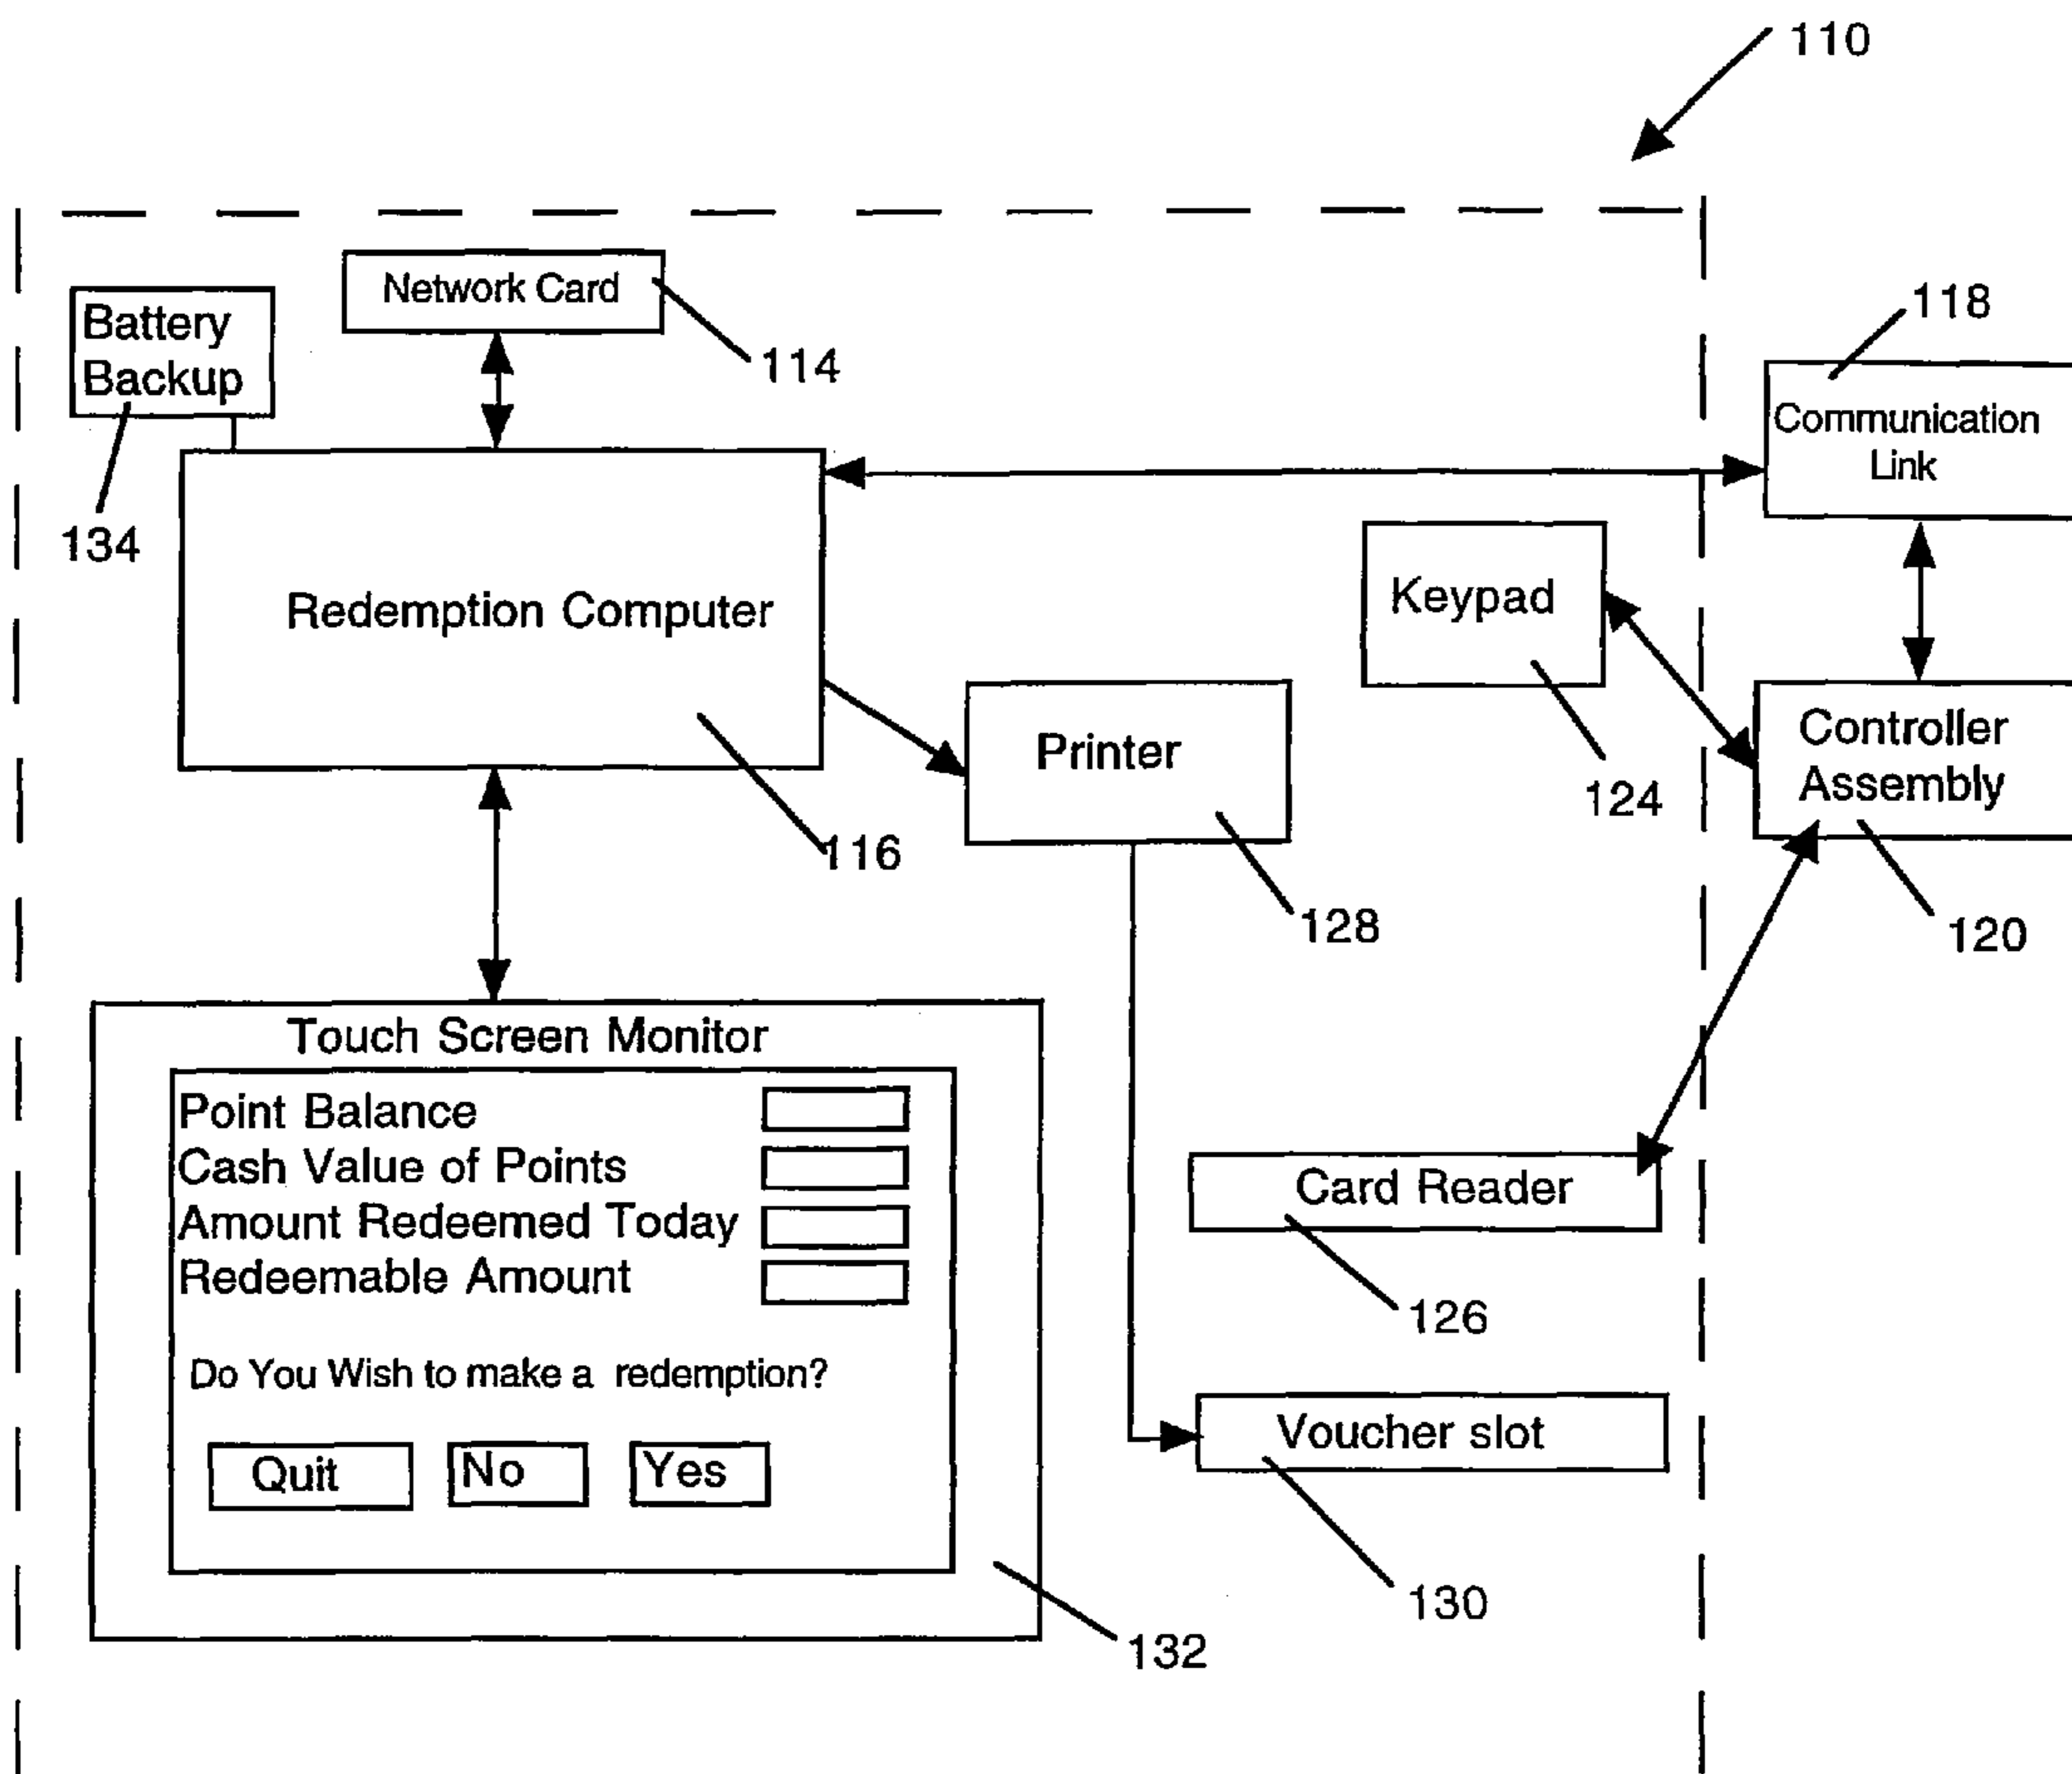 110
Network Card
114
Battery
Backup
134
118
Communication
Link
Redemption Computer
116
Keypad
124
Printer
128
Controller
Assembly
120
Touch Screen Monitor
Point Balance
Cash Value of Points
Amount Redeemed Today
Redeemable Amount
Do You Wish to make a redemption?
Quit
No
Yes
132
Card Reader
126
Voucher slot
130